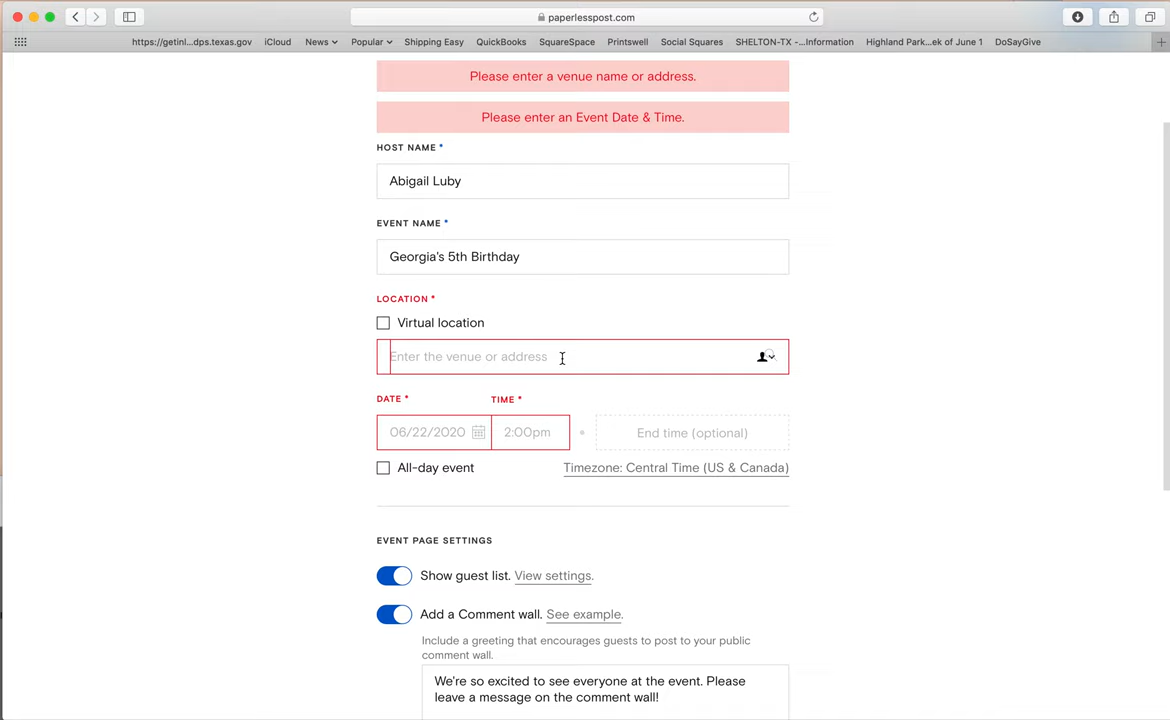 paperlesspost.com
https://getinl...dps.texas.gov iCloud News Popular Shipping Easy QuickBooks SquareSpace Printswell Social Squares SHELTON-TX -...Information Highland Park...ek of June 1 DoSayGive
Please enter a venue name or address.
Please enter an Event Date & Time.
HOST NAME *
Abigail Luby
EVENT NAME *
Georgia's 5th Birthday
LOCATION *
Virtual location
Enter the venue or address
DATE * TIME *
06/22/2020 2:00pm End time (optional)
All-day event Timezone: Central Time (US & Canada)
EVENT PAGE SETTINGS
Show guest list. View settings.
Add a Comment wall. See example.
Include a greeting that encourages guests to post to your public
comment wall.
We're so excited to see everyone at the event. Please
leave a message on the comment wall!